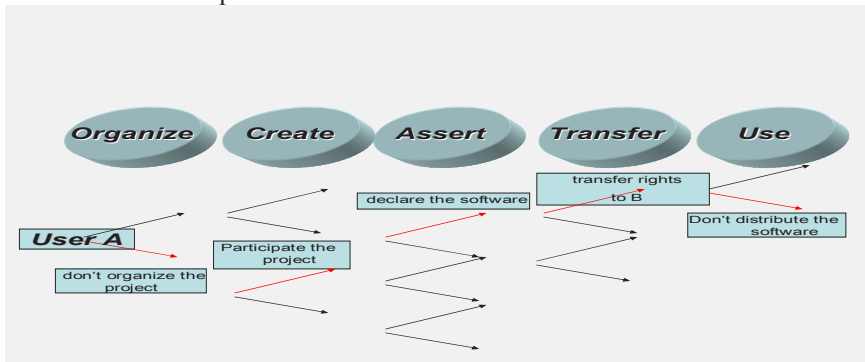 Organize
Create
Assert
Transfer
Use
transfer rights
to B
declare the software
Don't distribute the
software
User A
Participate the
project
don't organize the
project